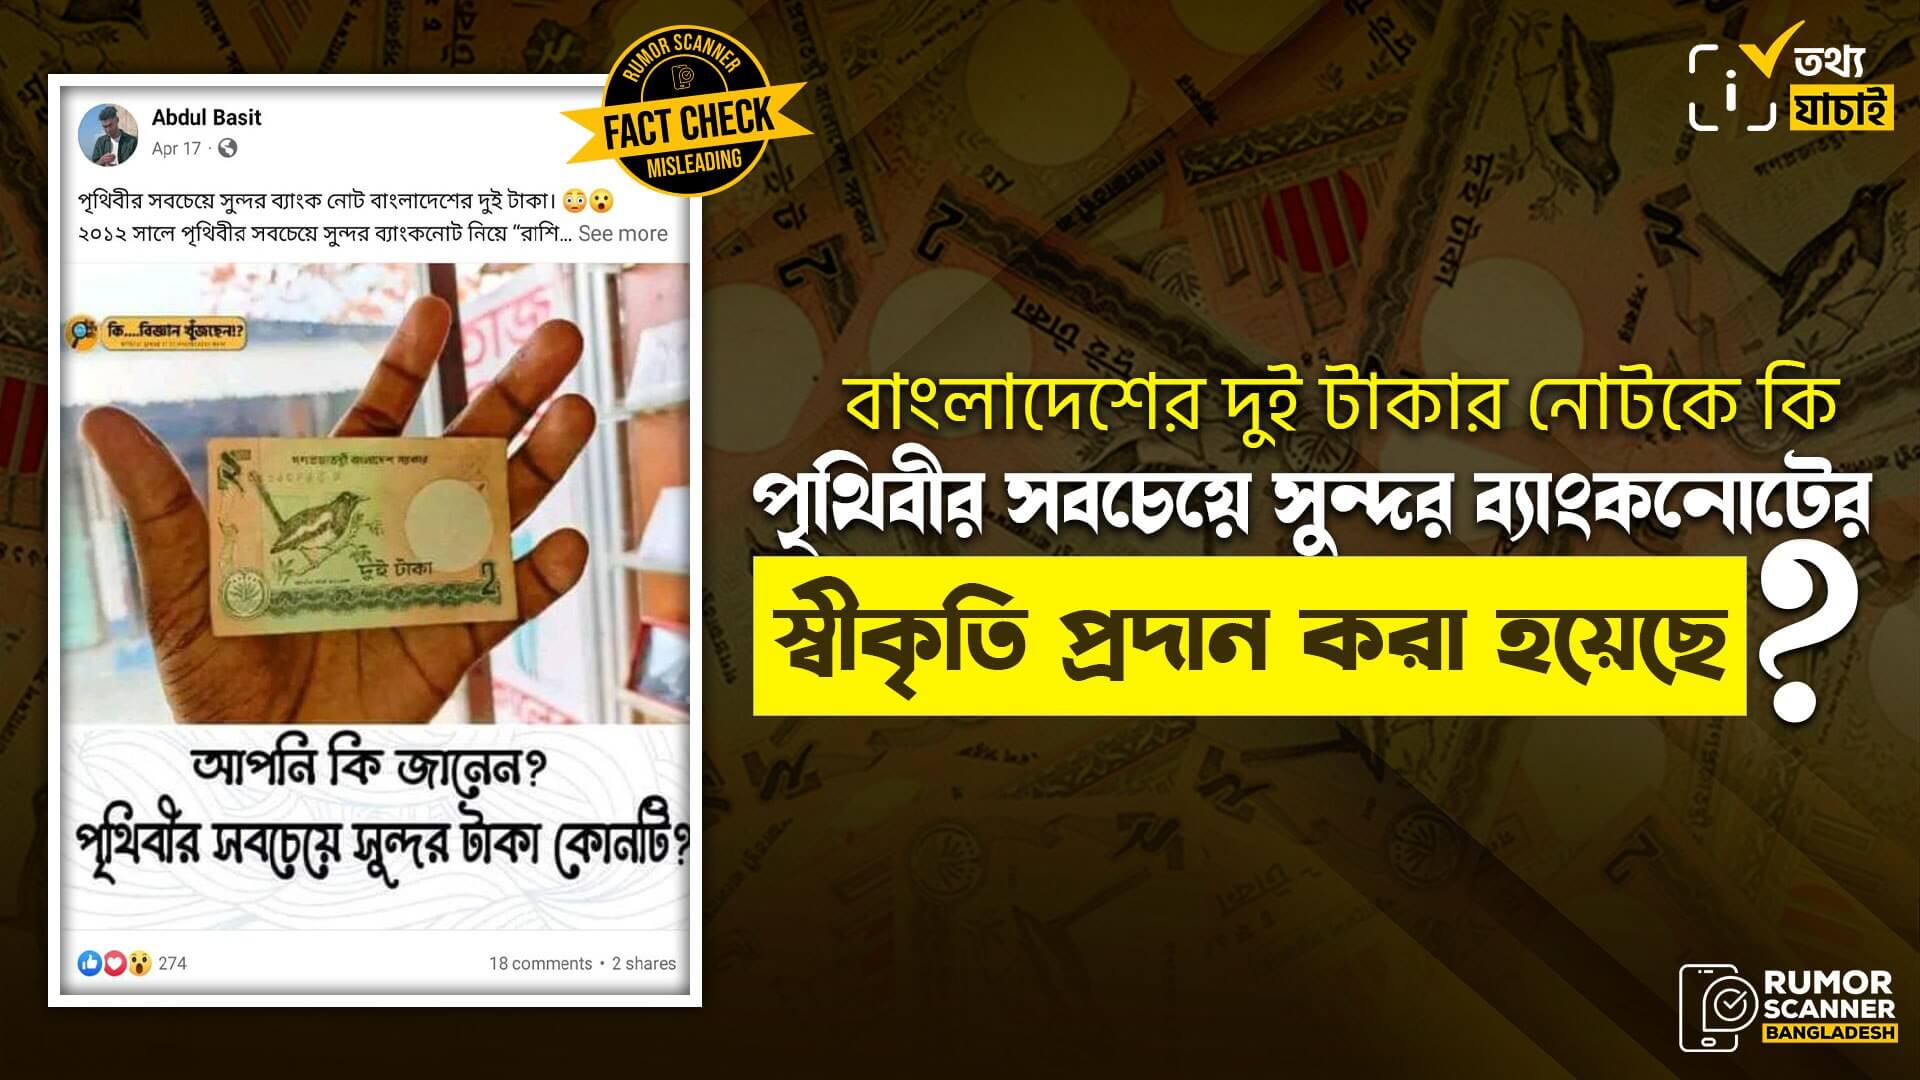 Abdul Basit
Apr 17 ·
পৃথিবীর সবচেয়ে সুন্দর ব্যাংক নোট বাংলাদেশের দুই টাকা। 😳😮
২০১২ সালে পৃথিবীর সবচেয়ে সুন্দর ব্যাংকনোট নিয়ে “রাশি... See more
কি....বিজ্ঞান খুঁজছেন!?
গণপ্রজাতন্ত্রী বাংলাদেশ সরকার
২
দুই টাকা
2
আপনি কি জানেন?
পৃথিবীর সবচেয়ে সুন্দর টাকা কোনটি?
274
18 comments • 2 shares
RUMOR SCANNER
FACT CHECK
MISLEADING
তথ্য
যাচাই
বাংলাদেশের দুই টাকার নোটকে কি
পৃথিবীর সবচেয়ে সুন্দর ব্যাংকনোটের
স্বীকৃতি প্রদান করা হয়েছে?
RUMOR
SCANNER
BANGLADESH